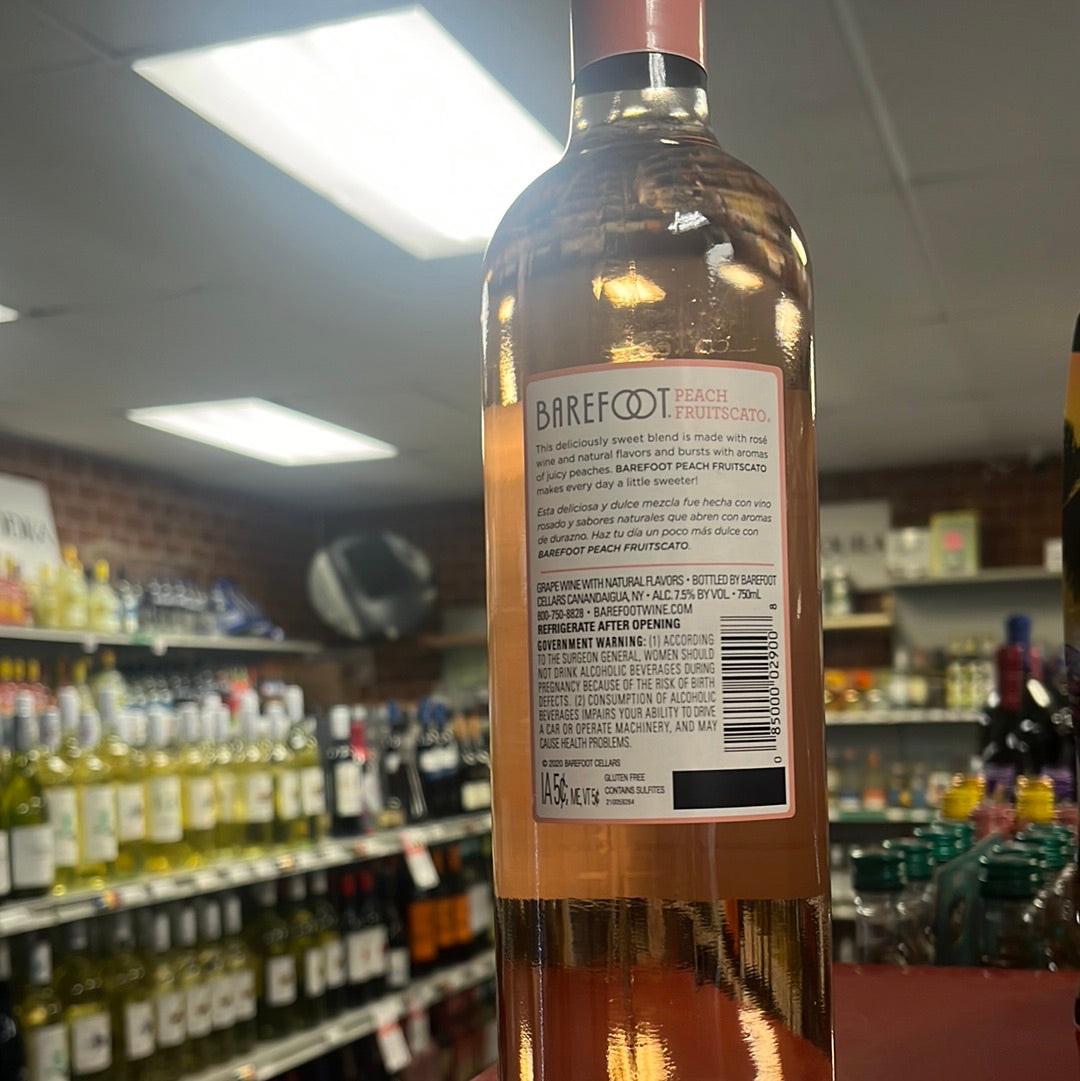 BAREFOOT. PEACH
FRUITSCATO.
This deliciously sweet blend is made with rosé
wine and natural flavors and bursts with aromas
of juicy peaches. BAREFOOT PEACH FRUITSCATO
makes every day a little sweeter!
Esta deliciosa y dulce mezcla fue hecha con vino
rosado y sabores naturales que abren con aromas
de durazno. Haz tu día un poco más dulce con
BAREFOOT PEACH FRUITSCATO.
GRAPE WINE WITH NATURAL FLAVORS • BOTTLED BY BAREFOOT
CELLARS CANANDAIGUA, NY • ALC. 7.5% BY VOL. • 750mL
800-750-8828 • BAREFOOTWINE.COM
REFRIGERATE AFTER OPENING
GOVERNMENT WARNING: (1) ACCORDING
TO THE SURGEON GENERAL, WOMEN SHOULD
NOT DRINK ALCOHOLIC BEVERAGES DURING
PREGNANCY BECAUSE OF THE RISK OF BIRTH
DEFECTS. (2) CONSUMPTION OF ALCOHOLIC
BEVERAGES IMPAIRS YOUR ABILITY TO DRIVE
A CAR OR OPERATE MACHINERY, AND MAY
CAUSE HEALTH PROBLEMS.
0 85000 02900 8
© 2020 BAREFOOT CELLARS
IA 5¢, ME, VT 5¢
GLUTEN FREE
CONTAINS SULFITES